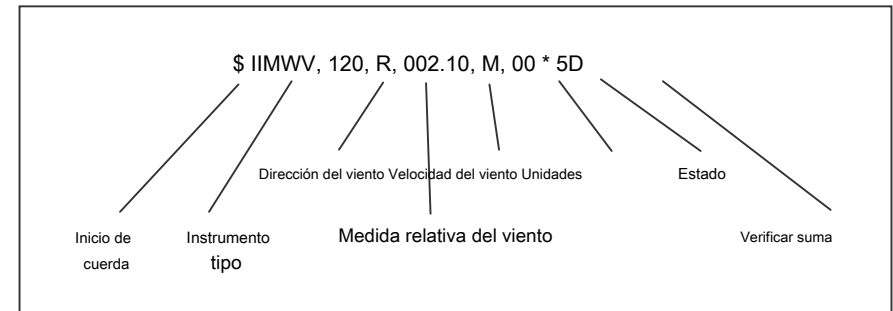 $ IIMWV, 120, R, 002.10, M, 00 * 5D
Dirección del viento Velocidad del viento Unidades
Estado
Inicio de
cuerda
Instrumento
tipo
Medida relativa del viento
Verificar suma